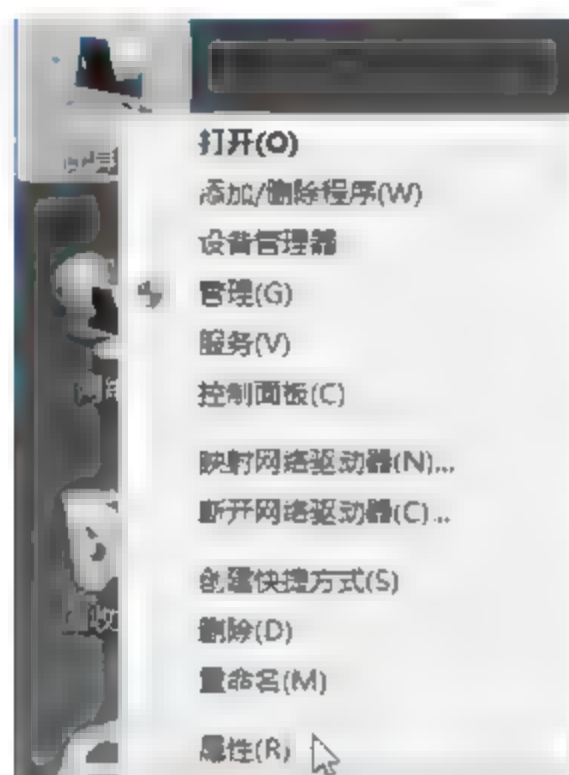 打开(O)
添加/删除程序(W)
设备管理器
管理(G)
服务(V)
控制面板(C)
映射网络驱动器(N)...
断开网络驱动器(C)...
创建快捷方式(S)
删除(D)
重命名(M)
属性(R)